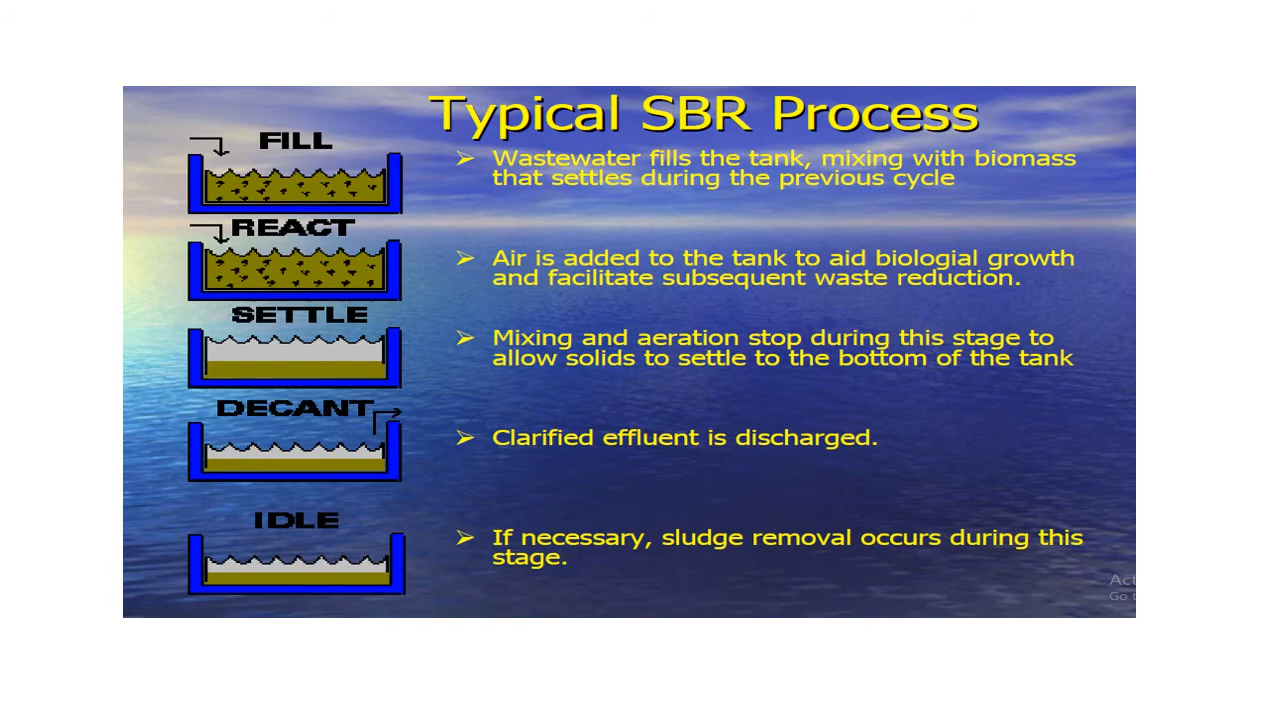 Typical SBR Process
FILL
Wastewater fills the tank, mixing with biomass
that settles during the previous cycle
REACT
Air is added to the tank to aid biologial growth
and facilitate subsequent waste reduction.
SETTLE
Mixing and aeration stop during this stage to
allow solids to settle to the bottom of the tank
DECANT
Clarified effluent is discharged.
IDLE
If necessary, sludge removal occurs during this
stage.
Act
Go t